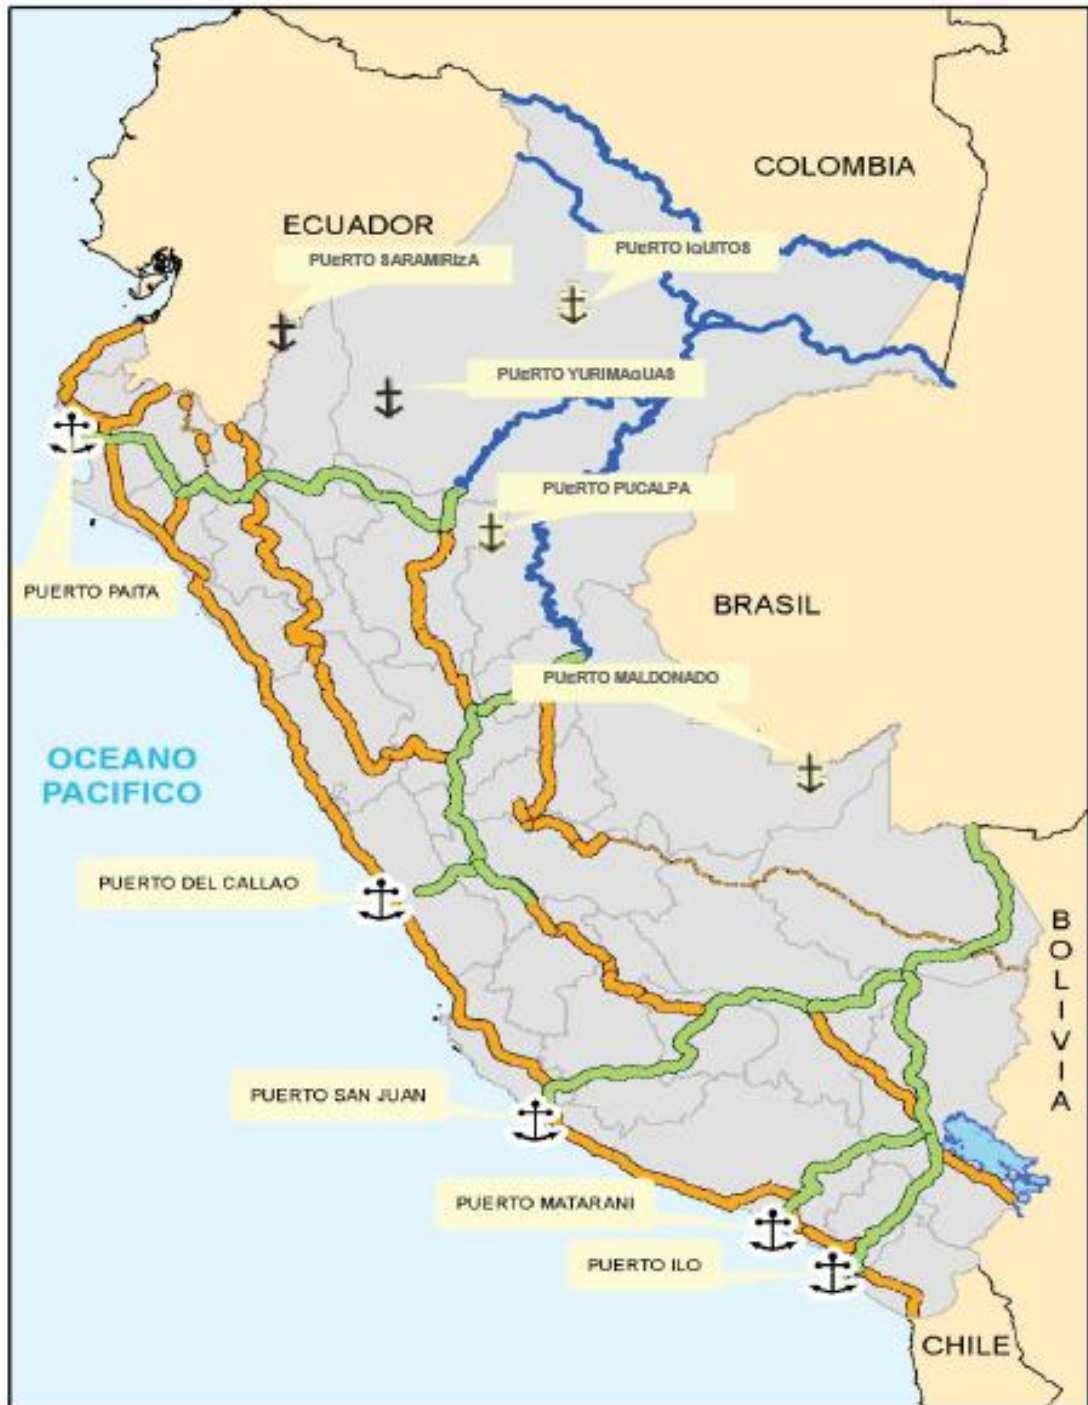 COLOMBIA
ECUADOR
PUERTO IQUITOS
PUERTO SARAMIRIZA
PUERTO YURIMAGUAS
PUERTO PUCALPA
PUERTO PAITA
BRASIL
PUERTO MALDONADO
OCEANO
PACIFICO
PUERTO DEL CALLAO
BOLIVIA
PUERTO SAN JUAN
PUERTO MATARANI
PUERTO ILO
CHILE